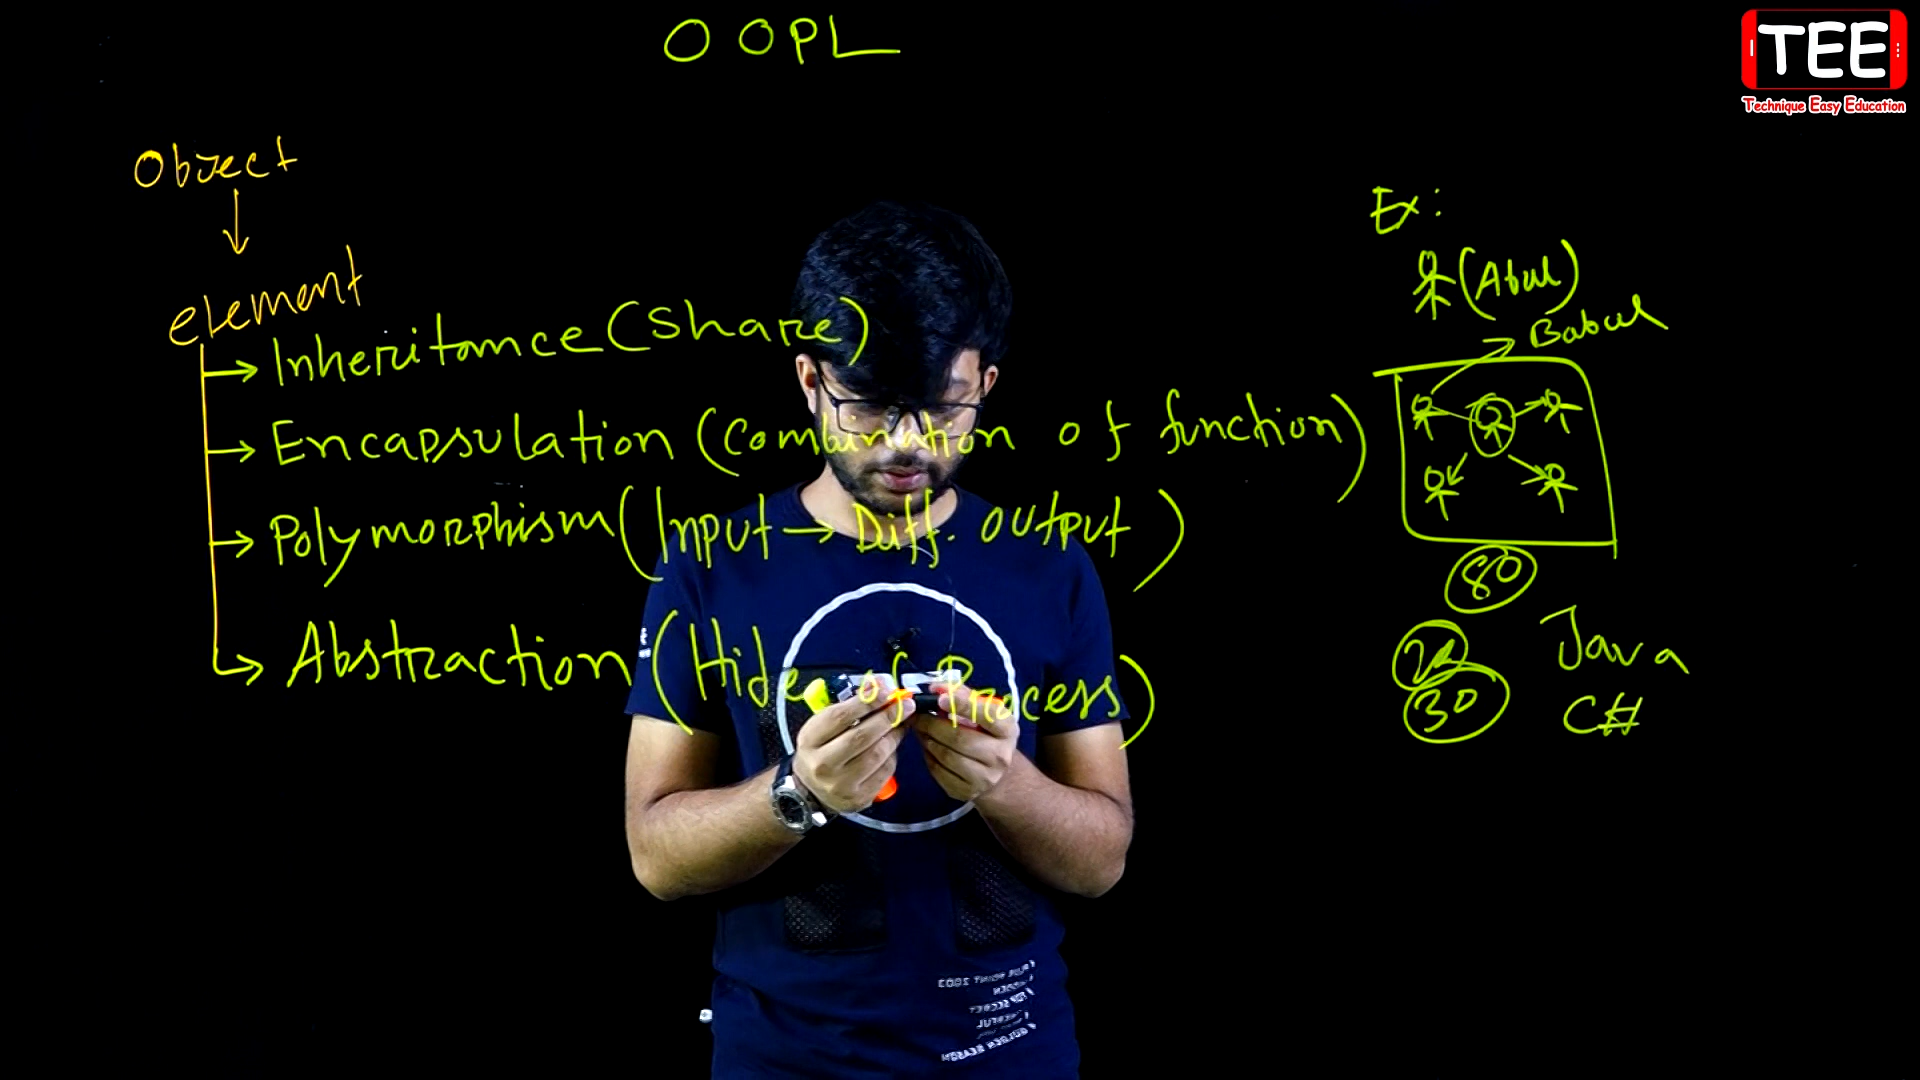 OOPL
TEE
Technique Easy Education
Object
element
Inheritance (Share)
Encapsulation (Combination of function)
Polymorphism (Input → Diff. output)
Abstraction (Hide of Process)
Ex:
(Abul)
Babul
80
30
Java
C#